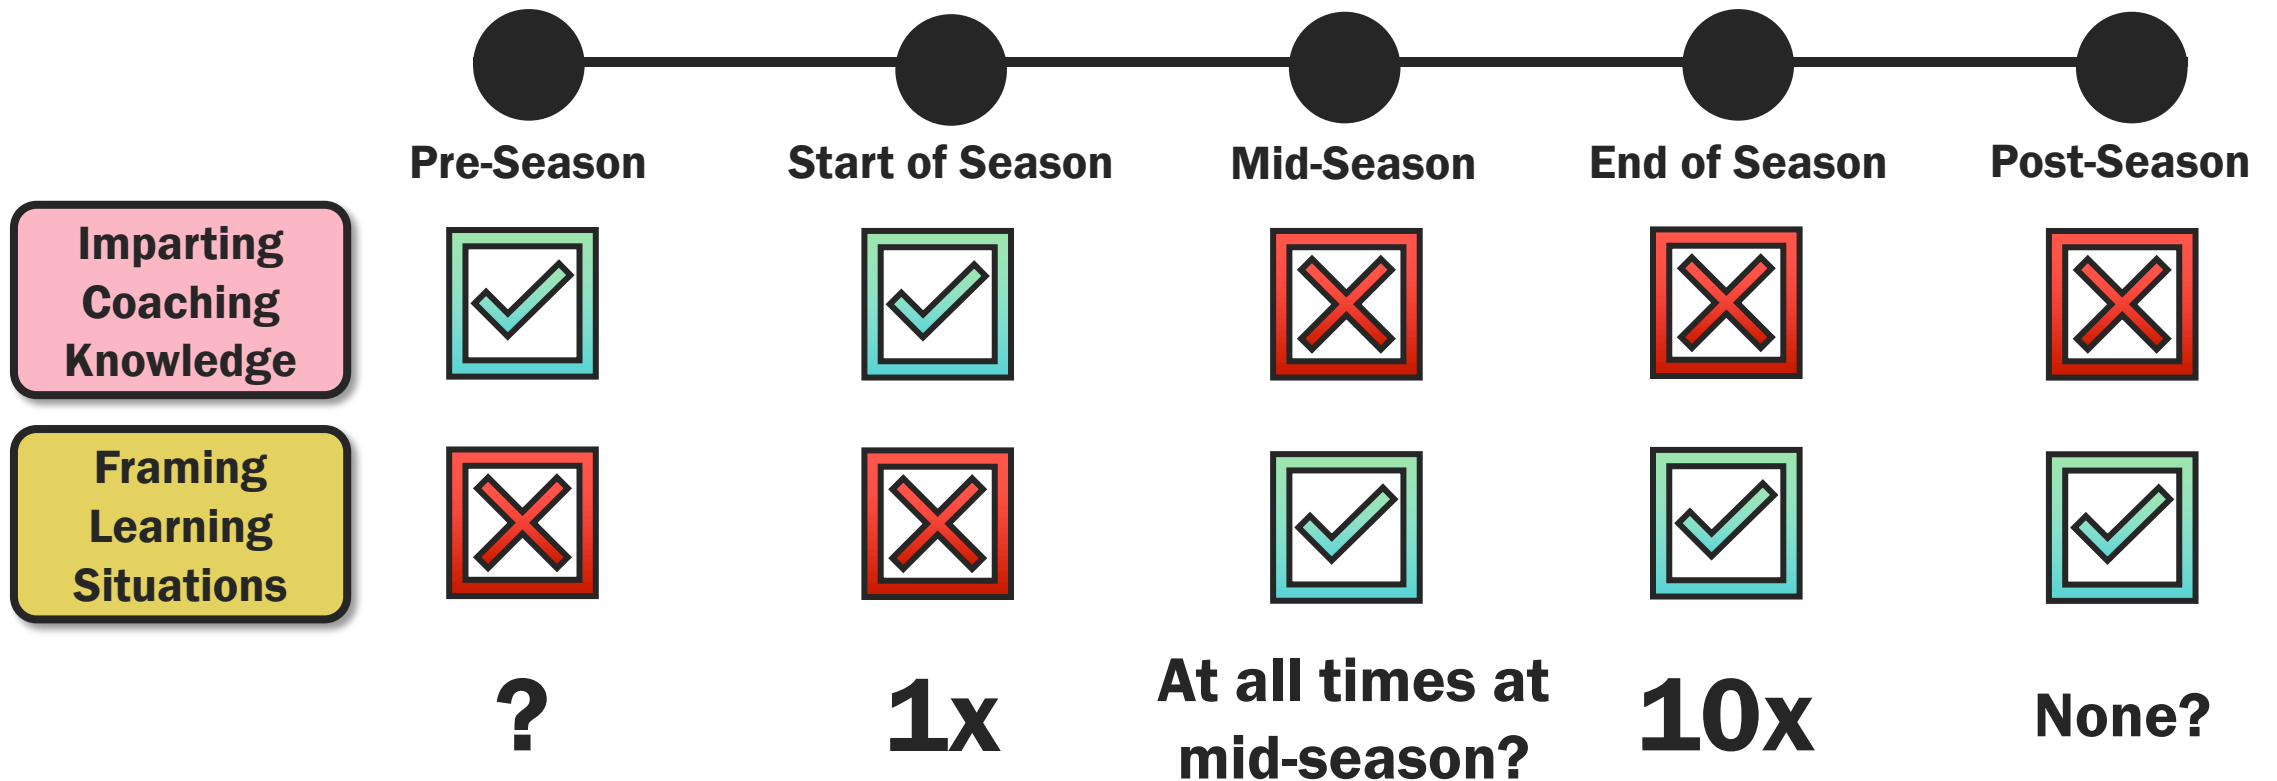 Pre-Season
Start of Season
Mid-Season
End of Season
Post-Season
Imparting
Coaching
Knowledge
Framing
Learning
Situations
?
1x
At all times at
mid-season?
10x
None?